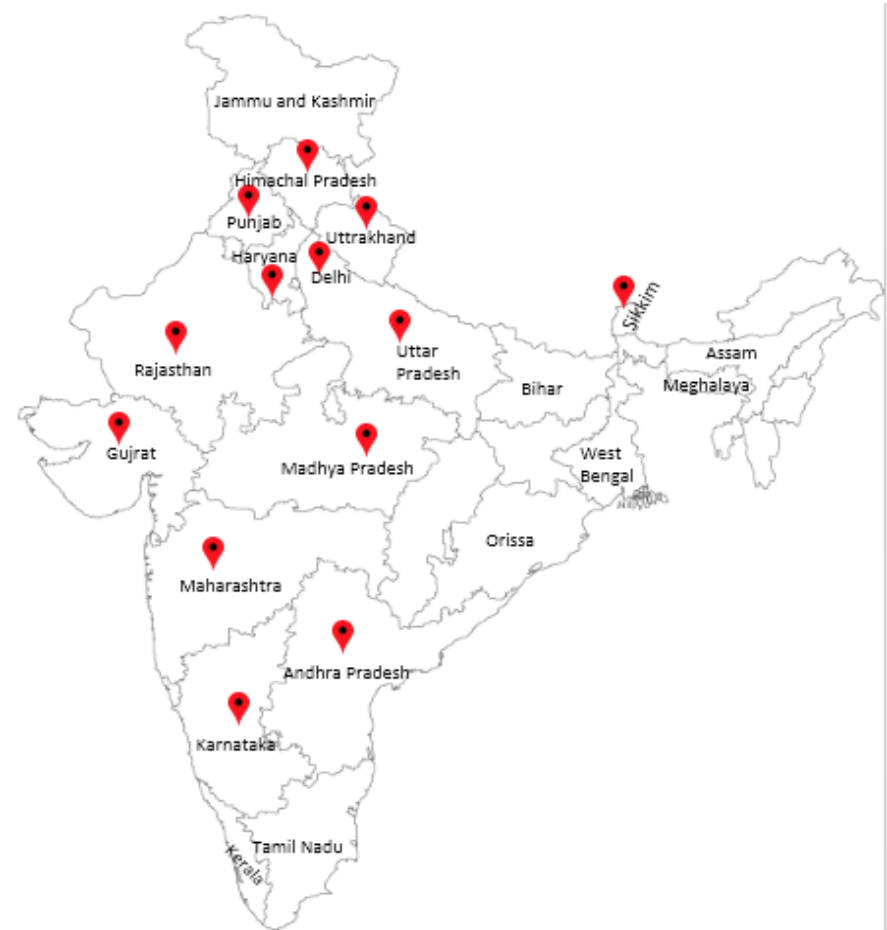 Jammu and Kashmir
Himachal Pradesh
Punjab
Uttrakhand
Haryana
Delhi
Sikkim
Rajasthan
Uttar
Pradesh
Assam
Bihar
Meghalaya
Gujrat
Madhya Pradesh
West
Bengal
Orissa
Maharashtra
Andhra Pradesh
Karnataka
Tamil Nadu
Kerala